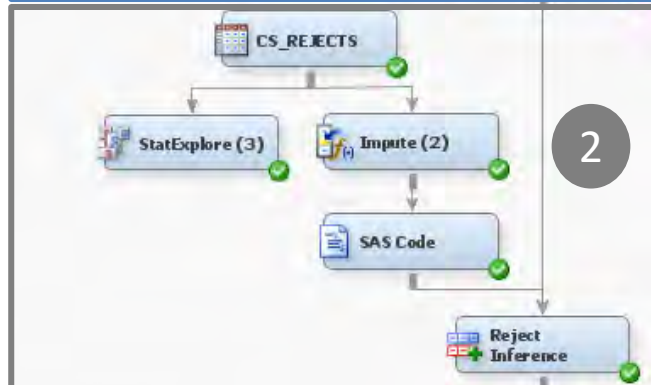 CS_REJECTS
StatExplore (3)
Impute (2)
2
SAS Code
Reject
Inference